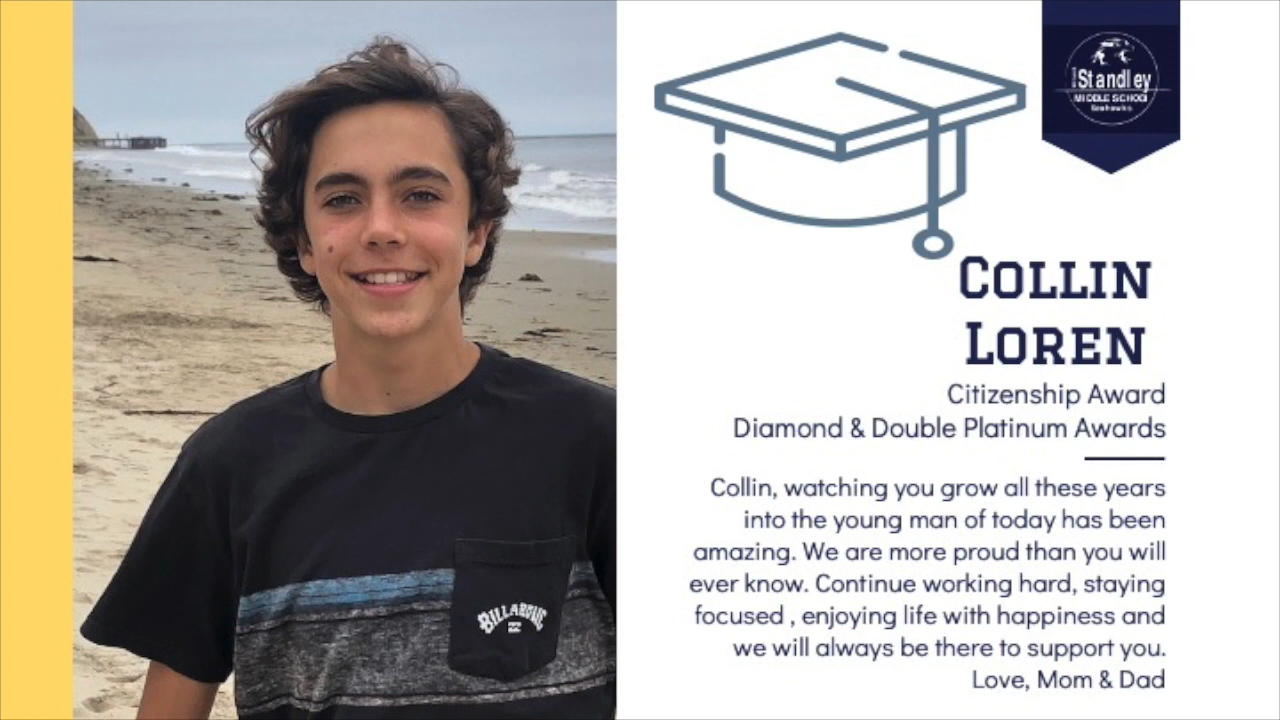 Standley
MIDDLE SCHOOL
Seahawks
COLLIN
LOREN
Citizenship Award
Diamond & Double Platinum Awards
Collin, watching you grow all these years
into the young man of today has been
amazing. We are more proud than you will
ever know. Continue working hard, staying
focused , enjoying life with happiness and
we will always be there to support you.
Love, Mom & Dad
BILLABONG